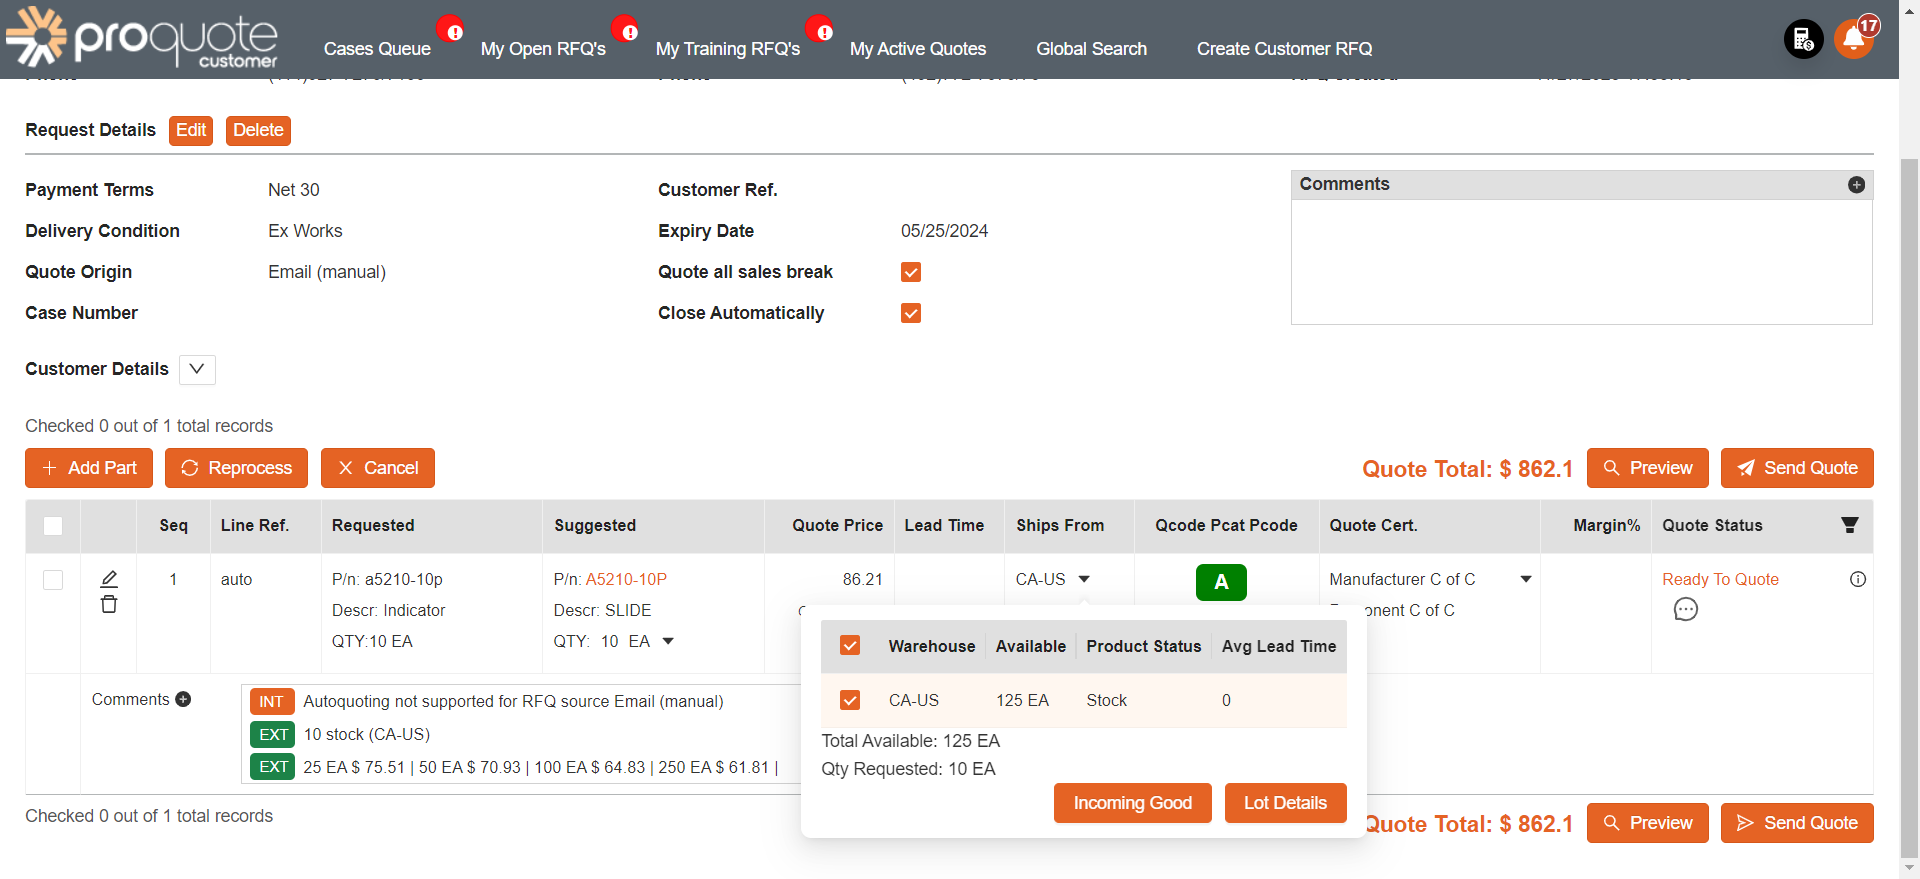 proquote
customer
Cases Queue
My Open RFQ's
My Training RFQ's
My Active Quotes
Global Search
Create Customer RFQ
17
Request Details
Edit
Delete
Payment Terms Net 30
Customer Ref.
Comments
Delivery Condition Ex Works
Expiry Date 05/25/2024
Quote Origin Email (manual)
Quote all sales break
Case Number
Close Automatically
Customer Details
Checked 0 out of 1 total records
Add Part
Reprocess
Cancel
Quote Total: $ 862.1
Preview
Send Quote
Seq Line Ref. Requested Suggested Quote Price Lead Time Ships From Qcode Pcat Pcode Quote Cert. Margin% Quote Status
1 auto P/n: a5210-10p P/n: A5210-10P 86.21 CA-US A Manufacturer C of C Ready To Quote
Descr: Indicator Descr: SLIDE onent C of C
QTY:10 EA QTY: 10 EA
Warehouse Available Product Status Avg Lead Time
CA-US 125 EA Stock 0
Total Available: 125 EA
Qty Requested: 10 EA
Incoming Good
Lot Details
Comments
INT Autoquoting not supported for RFQ source Email (manual)
EXT 10 stock (CA-US)
EXT 25 EA $ 75.51 | 50 EA $ 70.93 | 100 EA $ 64.83 | 250 EA $ 61.81 |
Checked 0 out of 1 total records
Quote Total: $ 862.1
Preview
Send Quote